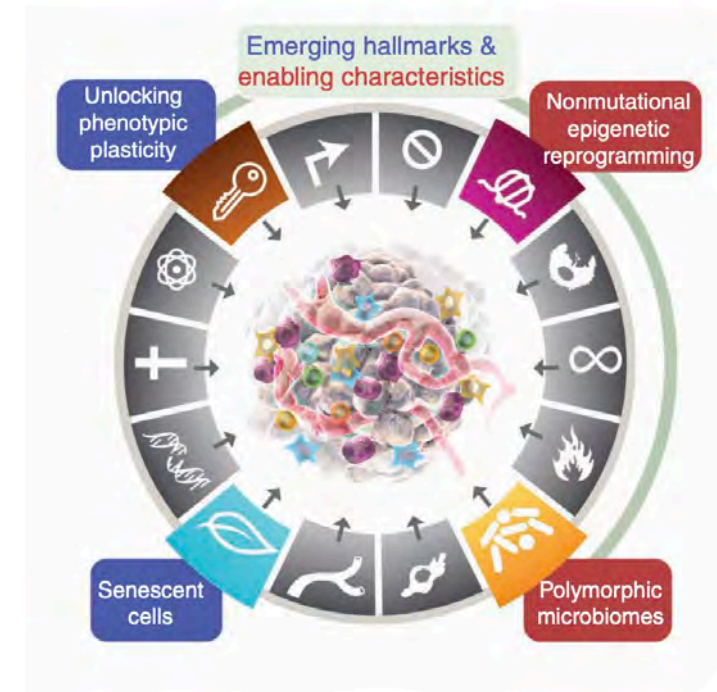 Emerging hallmarks &
enabling characteristics
Unlocking
phenotypic
plasticity
Nonmutational
epigenetic
reprogramming
Senescent
cells
Polymorphic
microbiomes